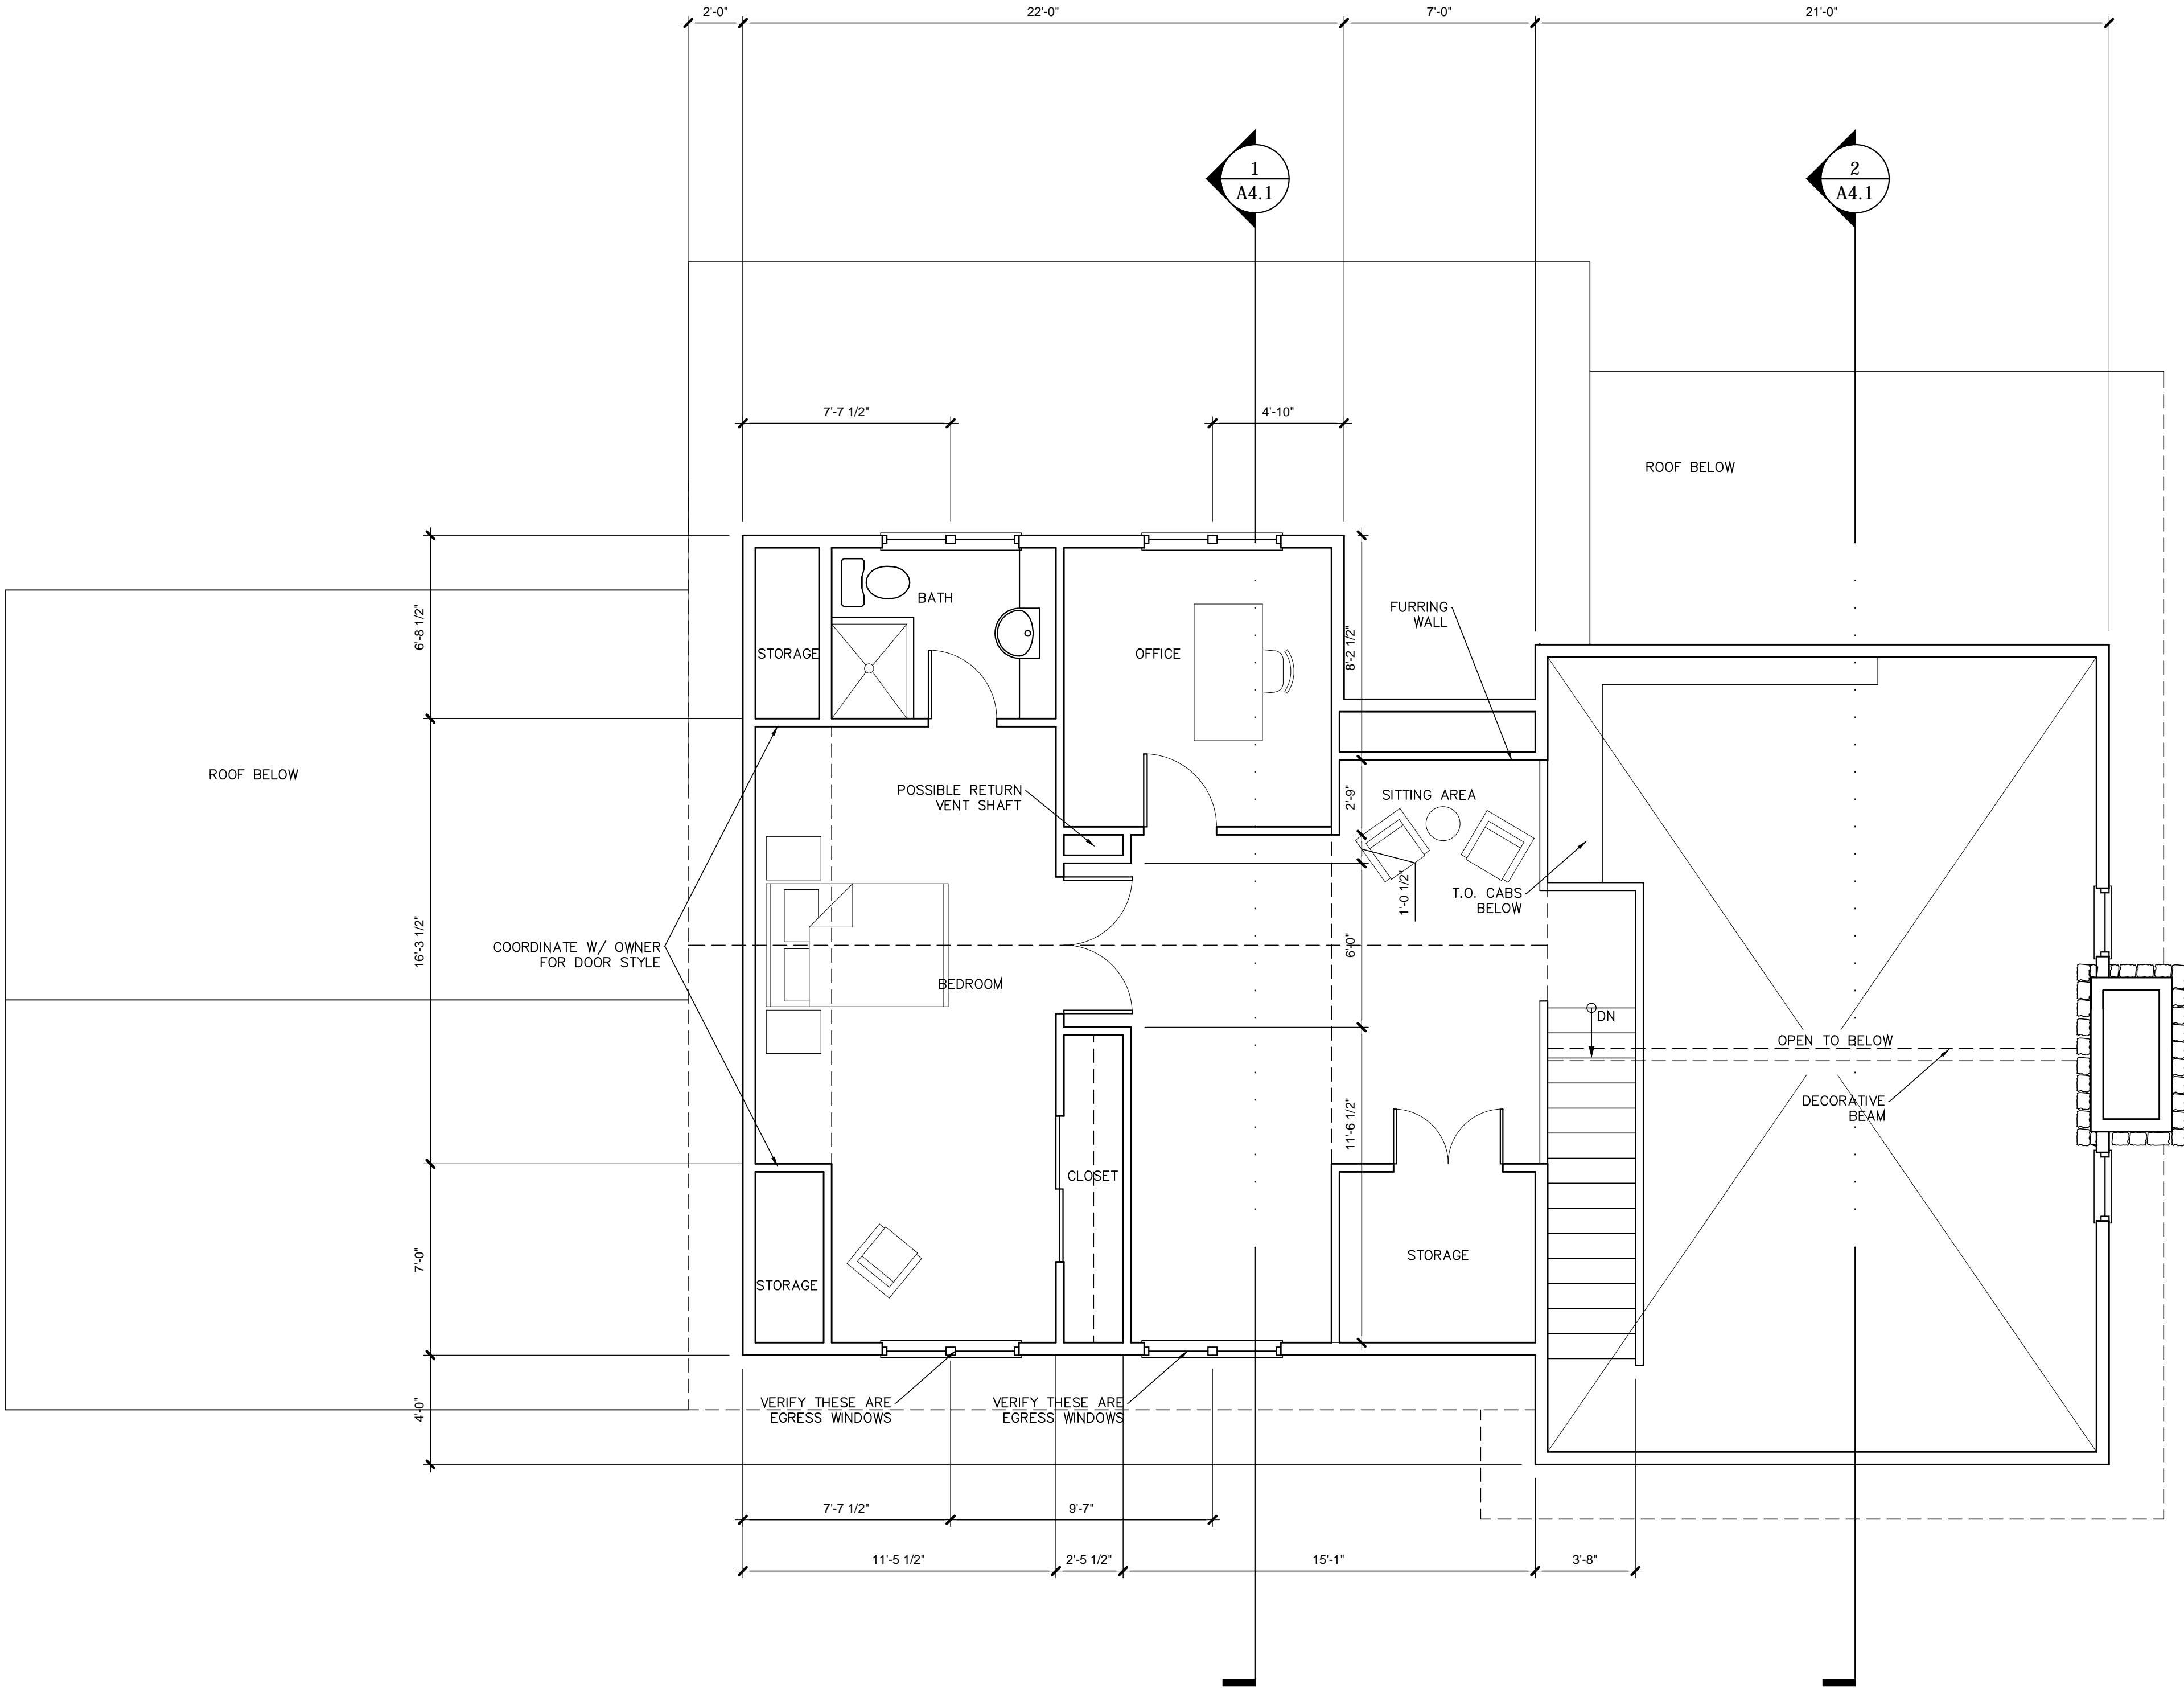 2'-0"
22'-0"
7'-0"
21'-0"
1
A4.1
2
A4.1
7'-7 1/2"
4'-10"
ROOF BELOW
6'-8 1/2"
BATH
STORAGE
OFFICE
8'-2 1/2"
FURRING
WALL
ROOF BELOW
POSSIBLE RETURN
VENT SHAFT
SITTING AREA
2'-9"
1'-0 1/2"
T.O. CABS
BELOW
16'-3 1/2"
COORDINATE W/ OWNER
FOR DOOR STYLE
BEDROOM
6'-0"
DN
OPEN TO BELOW
DECORATIVE
BEAM
11'-6 1/2"
CLOSET
7'-0"
STORAGE
STORAGE
4'-0"
VERIFY THESE ARE
EGRESS WINDOWS
VERIFY THESE ARE
EGRESS WINDOWS
7'-7 1/2"
9'-7"
11'-5 1/2"
2'-5 1/2"
15'-1"
3'-8"